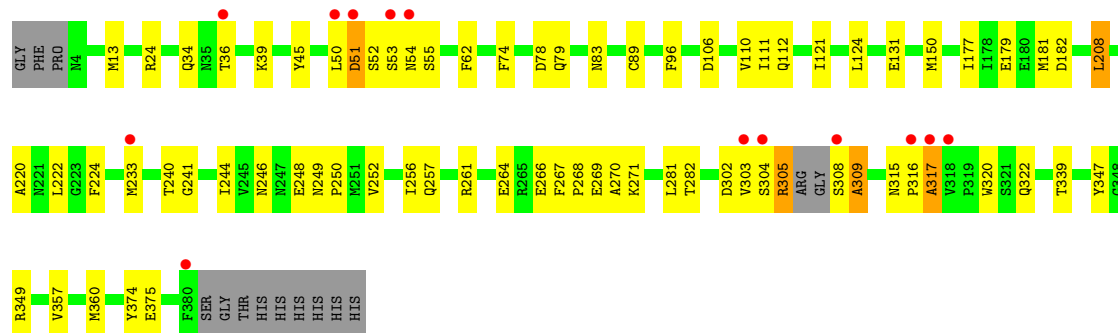 GLY PHE PRO N4 M13 R24 Q34 N35 T36 K39 Y45 L50 D51 S52 S53 N54 S55 F62 F74 D78 Q79 N83 C89 F96 D106 V110 I111 Q112 I121 L124 E131 M150 I177 I178 E179 E180 M181 D182 L208
A220 N221 L222 G223 F224 M233 T240 G241 I244 V245 N246 N247 E248 N249 P250 M251 V252 I256 Q257 R261 E264 R265 E266 F267 P268 E269 A270 K271 L281 T282 D302 V303 S304 R305 ARG GLY S308 A309 N315 P316 A317 V318 P319 W320 S321 Q322 T339 Y347 G348
R349 V357 M360 Y374 E375 F380 SER GLY THR HIS HIS HIS HIS HIS HIS